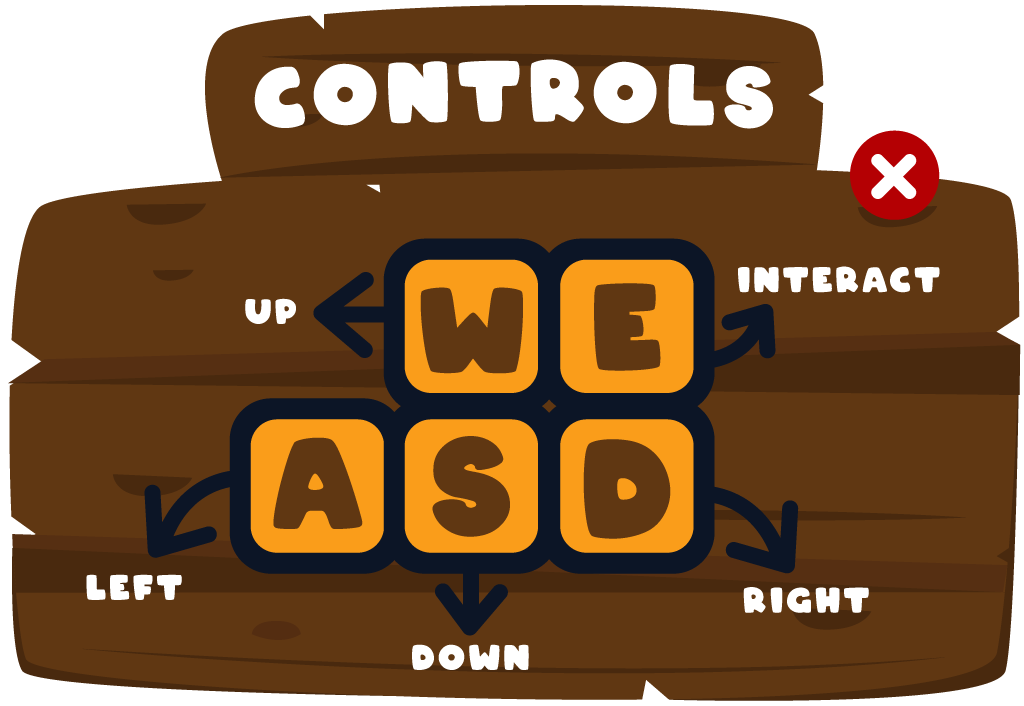 CONTROLS
INTERACT
UP
W E
A S D
LEFT
RIGHT
DOWN